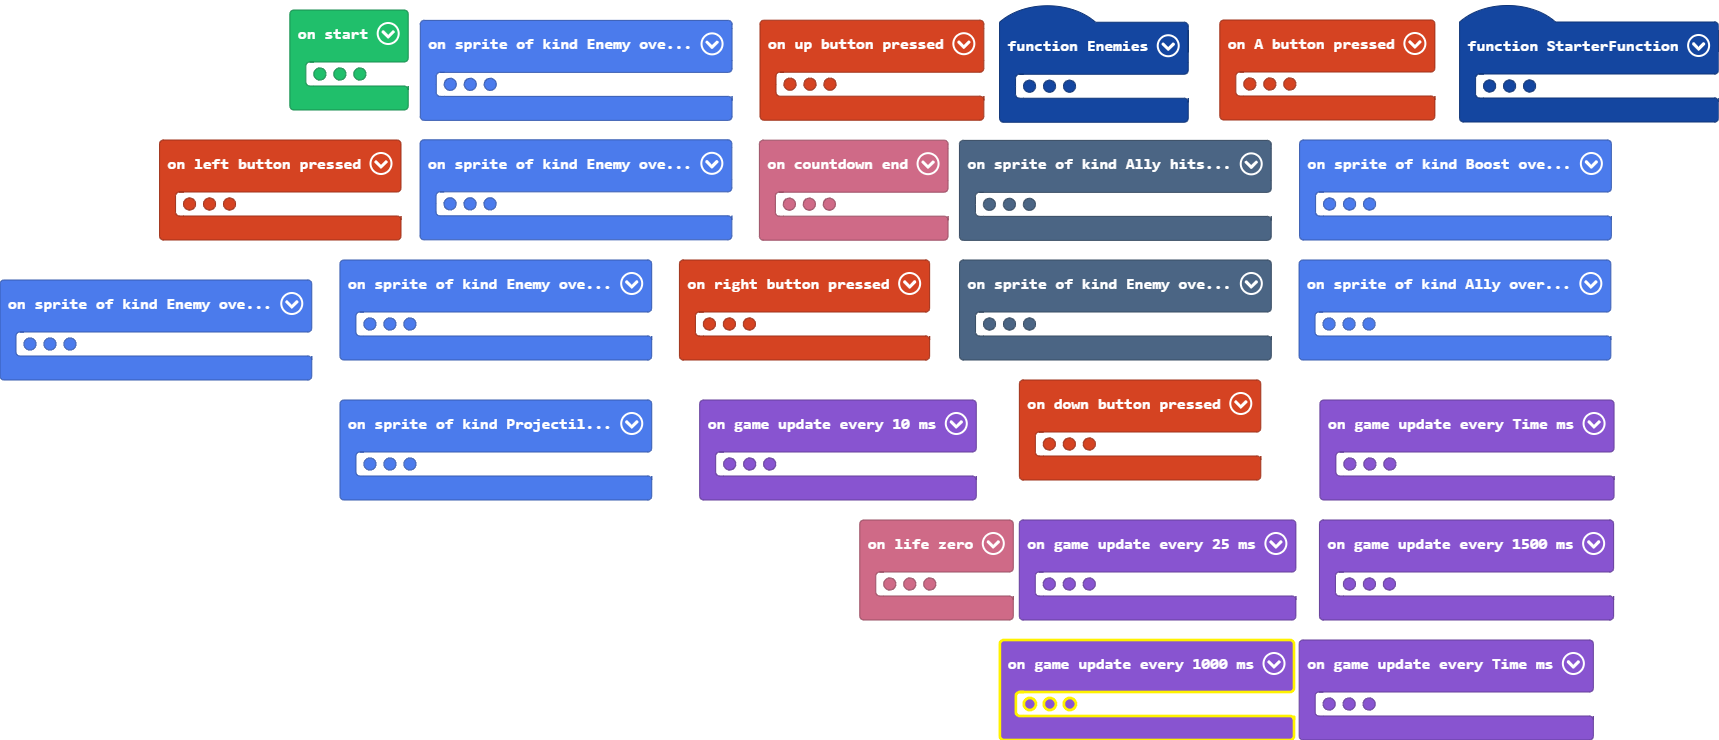 on start
on sprite of kind Enemy ove...
on up button pressed
function Enemies
on A button pressed
function StarterFunction
on left button pressed
on sprite of kind Enemy ove...
on countdown end
on sprite of kind Ally hits...
on sprite of kind Boost ove...
on sprite of kind Enemy ove...
on sprite of kind Enemy ove...
on right button pressed
on sprite of kind Enemy ove...
on sprite of kind Ally over...
on sprite of kind Projectil...
on game update every 10 ms
on down button pressed
on game update every Time ms
on life zero
on game update every 25 ms
on game update every 1500 ms
on game update every 1000 ms
on game update every Time ms